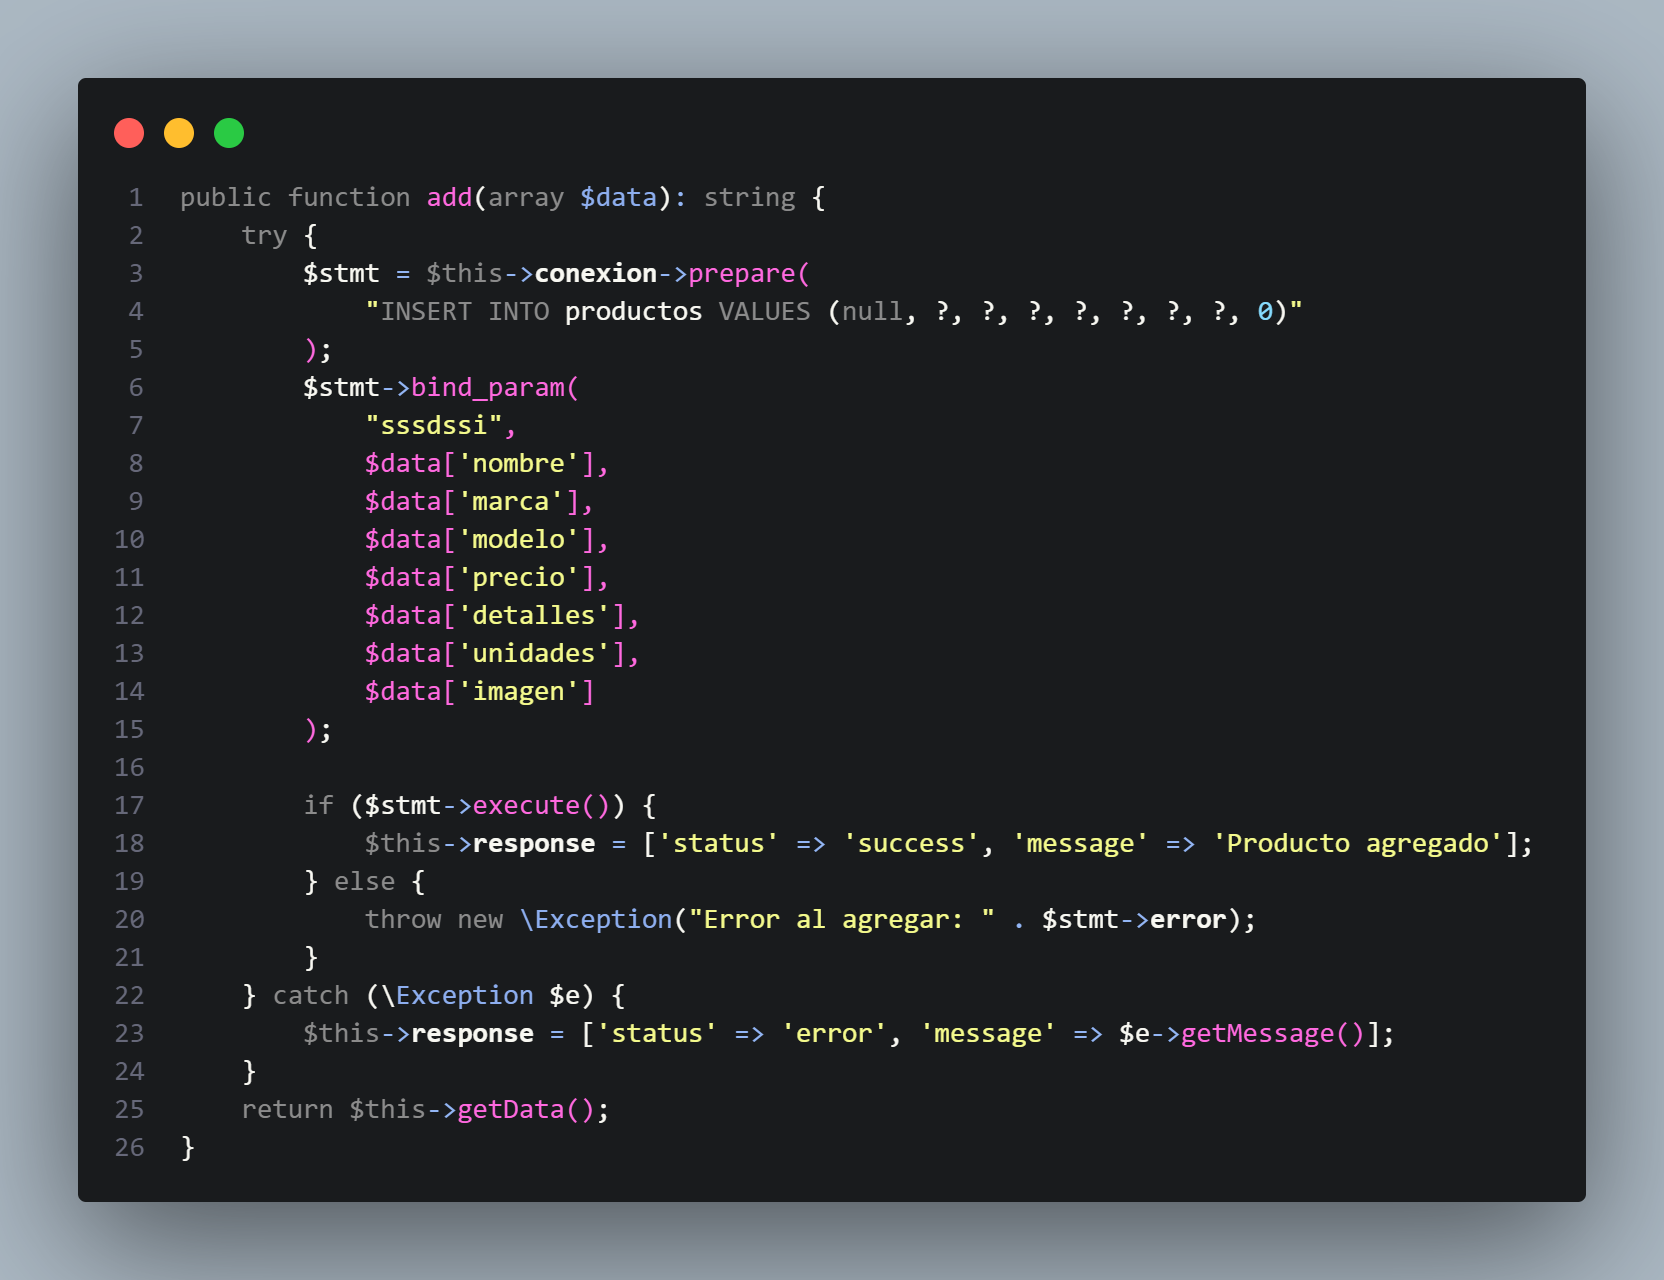 1 public function add(array $data): string {
2     try {
3         $stmt = $this->conexion->prepare(
4             "INSERT INTO productos VALUES (null, ?, ?, ?, ?, ?, ?, ?, 0)"
5         );
6         $stmt->bind_param(
7             "sssdssi",
8             $data['nombre'],
9             $data['marca'],
10             $data['modelo'],
11             $data['precio'],
12             $data['detalles'],
13             $data['unidades'],
14             $data['imagen']
15         );
16
17         if ($stmt->execute()) {
18             $this->response = ['status' => 'success', 'message' => 'Producto agregado'];
19         } else {
20             throw new \Exception("Error al agregar: " . $stmt->error);
21         }
22     } catch (\Exception $e) {
23         $this->response = ['status' => 'error', 'message' => $e->getMessage()];
24     }
25     return $this->getData();
26 }